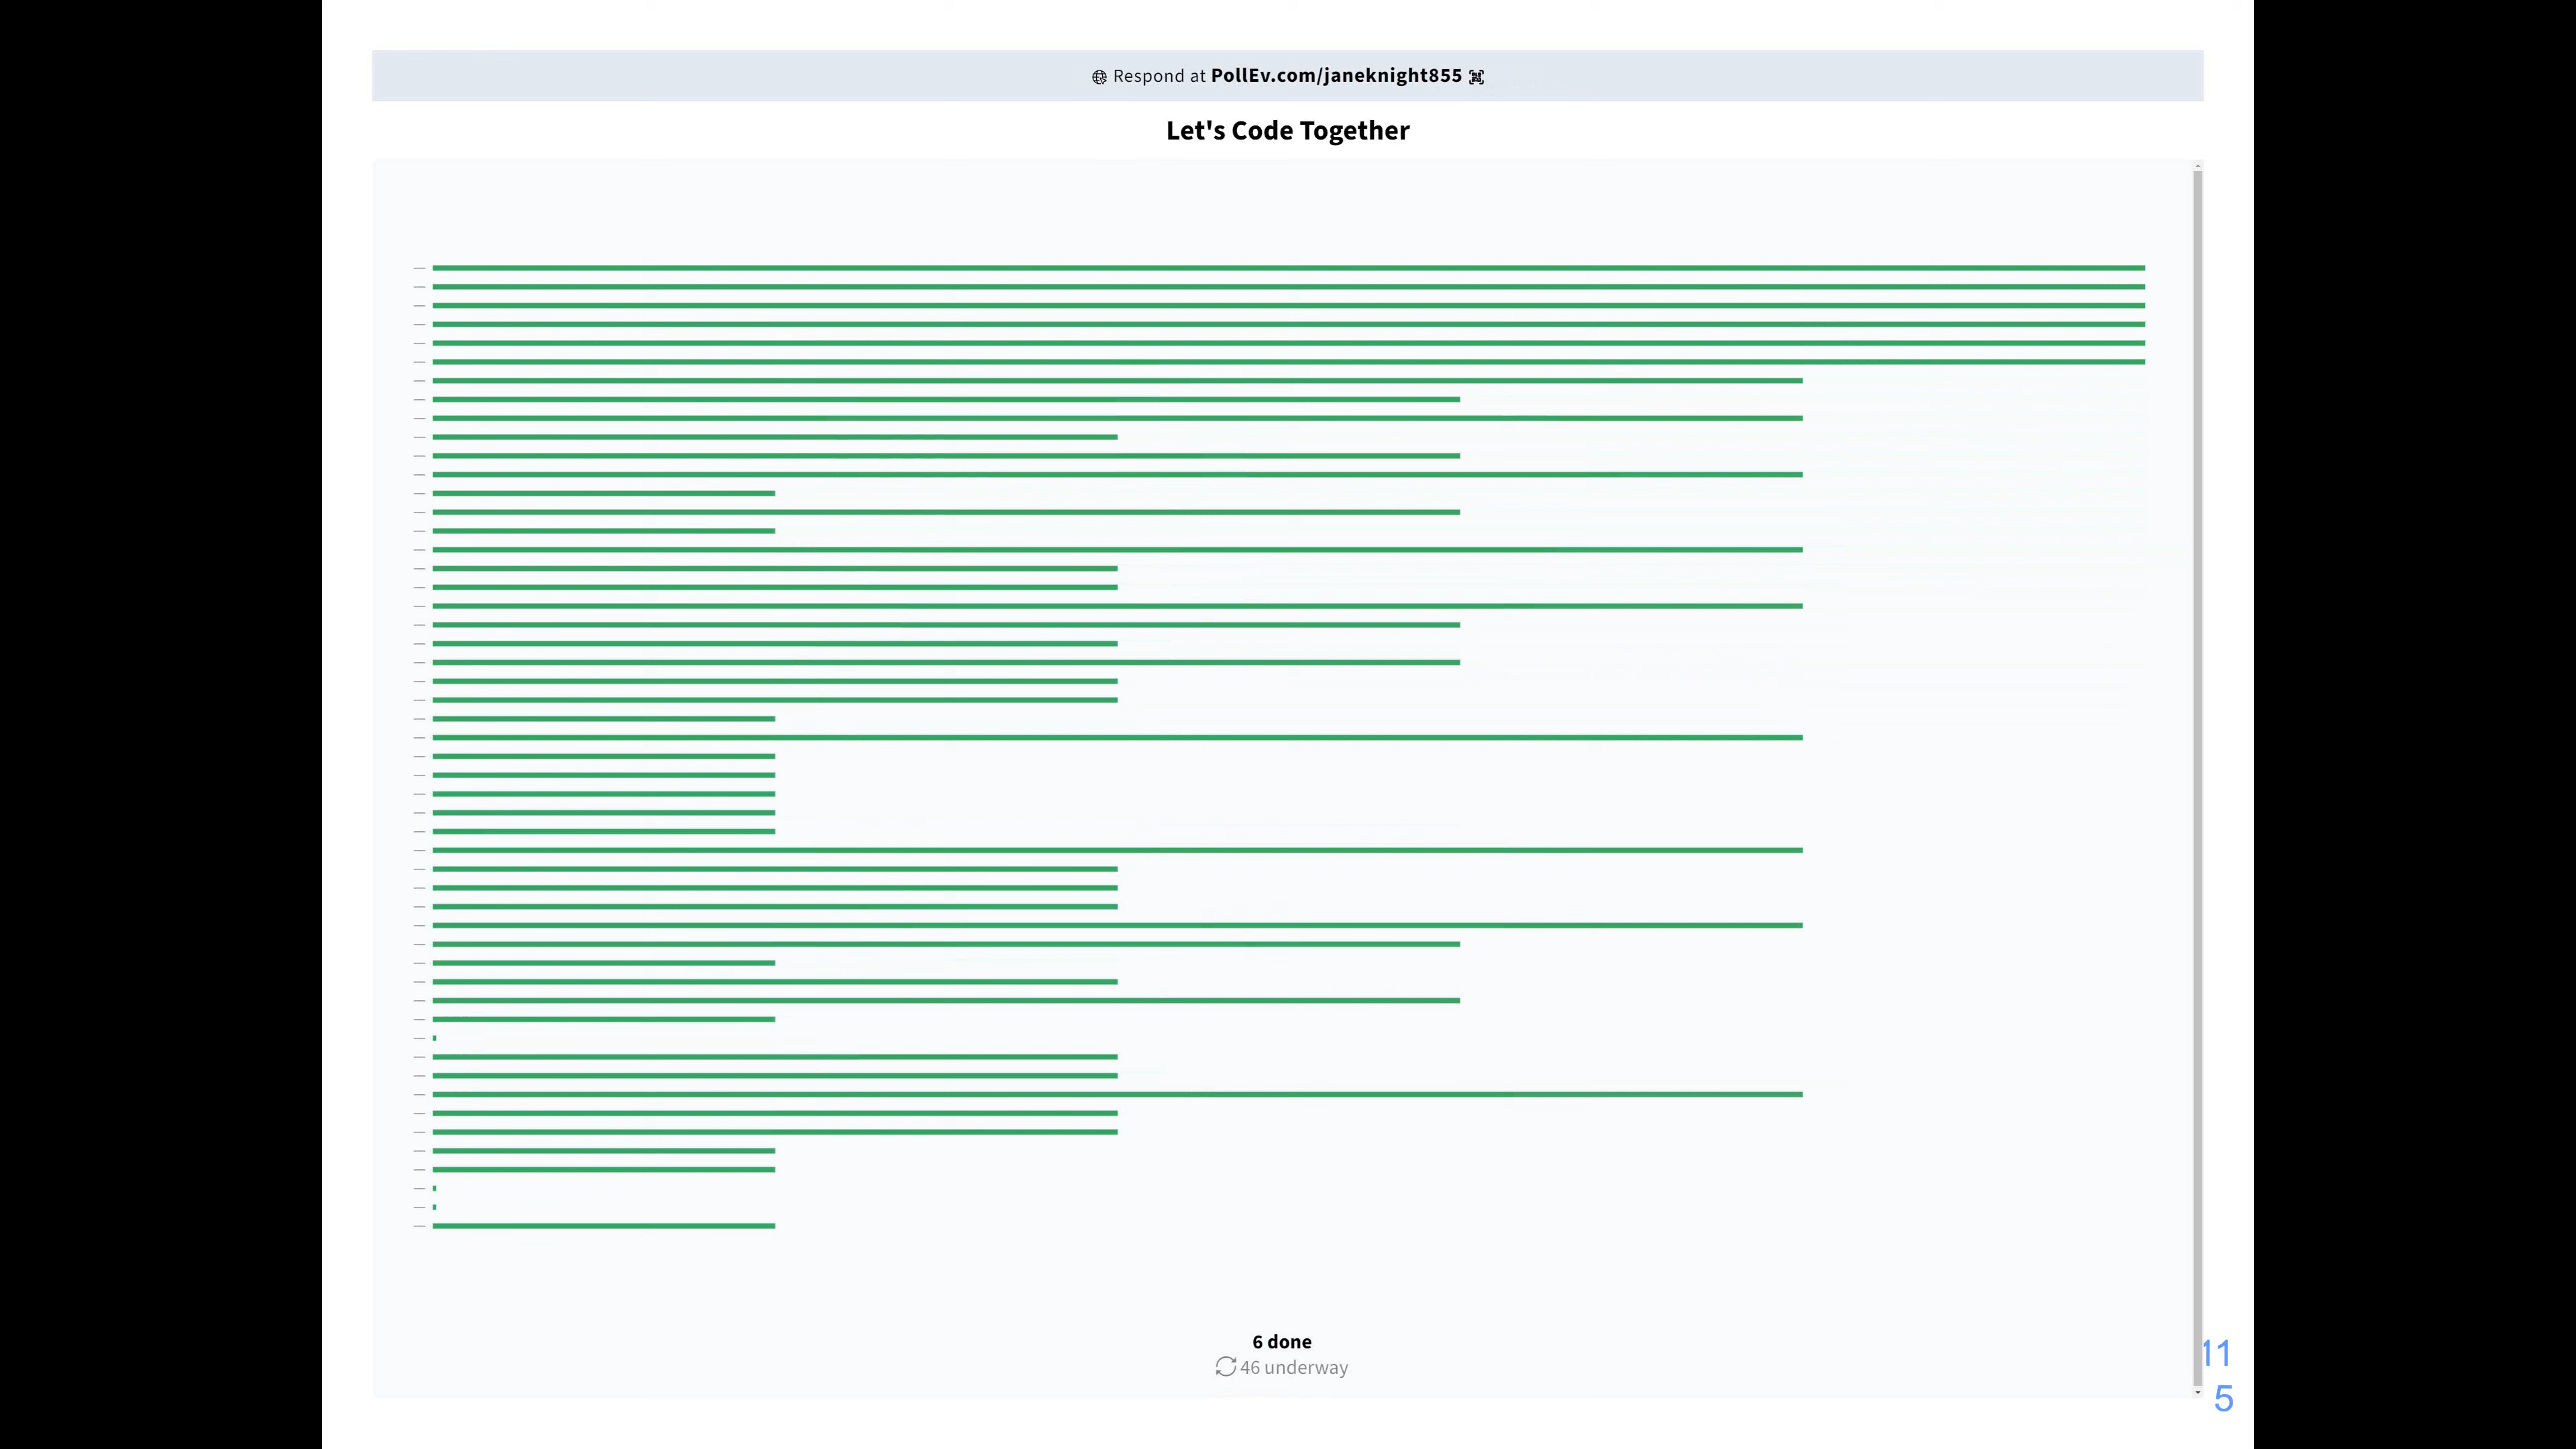 Respond at PollEv.com/janeknight855
Let's Code Together
6 done
46 underway
11
5